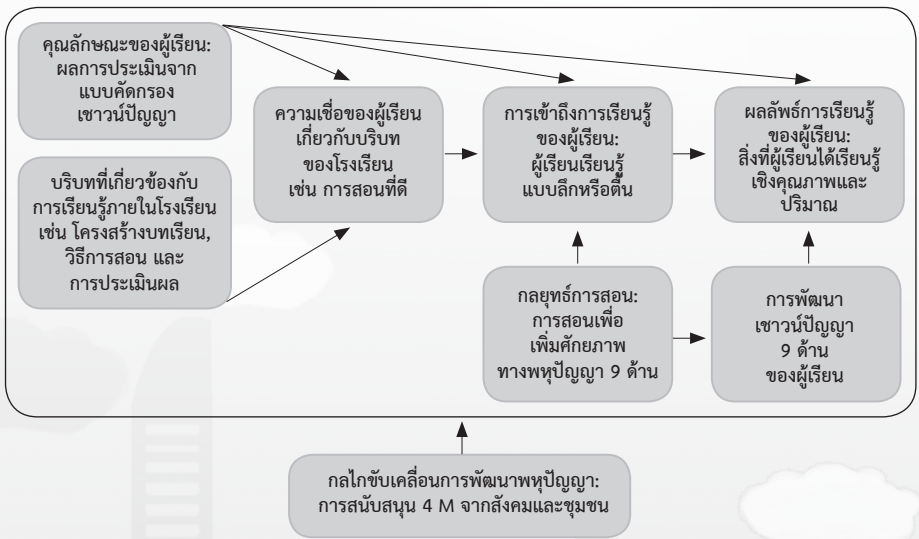 คุณลักษณะของผู้เรียน:
ผลการประเมินจาก
แบบคัดกรอง
เชาวน์ปัญญา
บริบทที่เกี่ยวข้องกับ
การเรียนรู้ภายในโรงเรียน
เช่น โครงสร้างบทเรียน,
วิธีการสอน และ
การประเมินผล
ความเชื่อของผู้เรียน
เกี่ยวกับบริบท
ของโรงเรียน
เช่น การสอนที่ดี
การเข้าถึงการเรียนรู้
ของผู้เรียน:
ผู้เรียนเรียนรู้
แบบลึกหรือตื้น
ผลลัพธ์การเรียนรู้
ของผู้เรียน:
สิ่งที่ผู้เรียนได้เรียนรู้
เชิงคุณภาพและ
ปริมาณ
กลยุทธ์การสอน:
การสอนเพื่อ
เพิ่มศักยภาพ
ทางพหุปัญญา 9 ด้าน
การพัฒนา
เชาวน์ปัญญา
9 ด้าน
ของผู้เรียน
กลไกขับเคลื่อนการพัฒนาพหุปัญญา:
การสนับสนุน 4 M จากสังคมและชุมชน